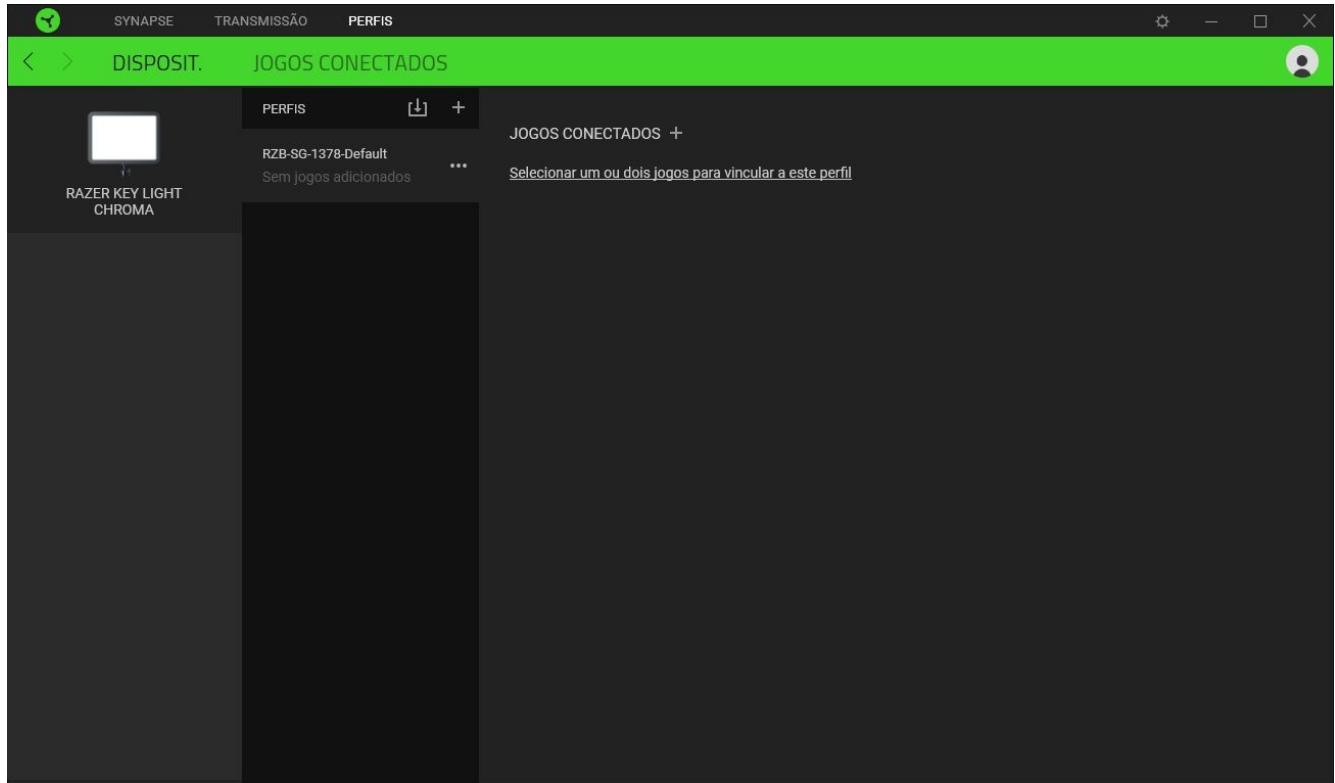 SYNAPSE TRANSMISSÃO PERFIS
DISPOSIT. JOGOS CONECTADOS
RAZER KEY LIGHT
CHROMA
PERFIS
RZB-SG-1378-Default
Sem jogos adicionados
JOGOS CONECTADOS +
Selecionar um ou dois jogos para vincular a este perfil